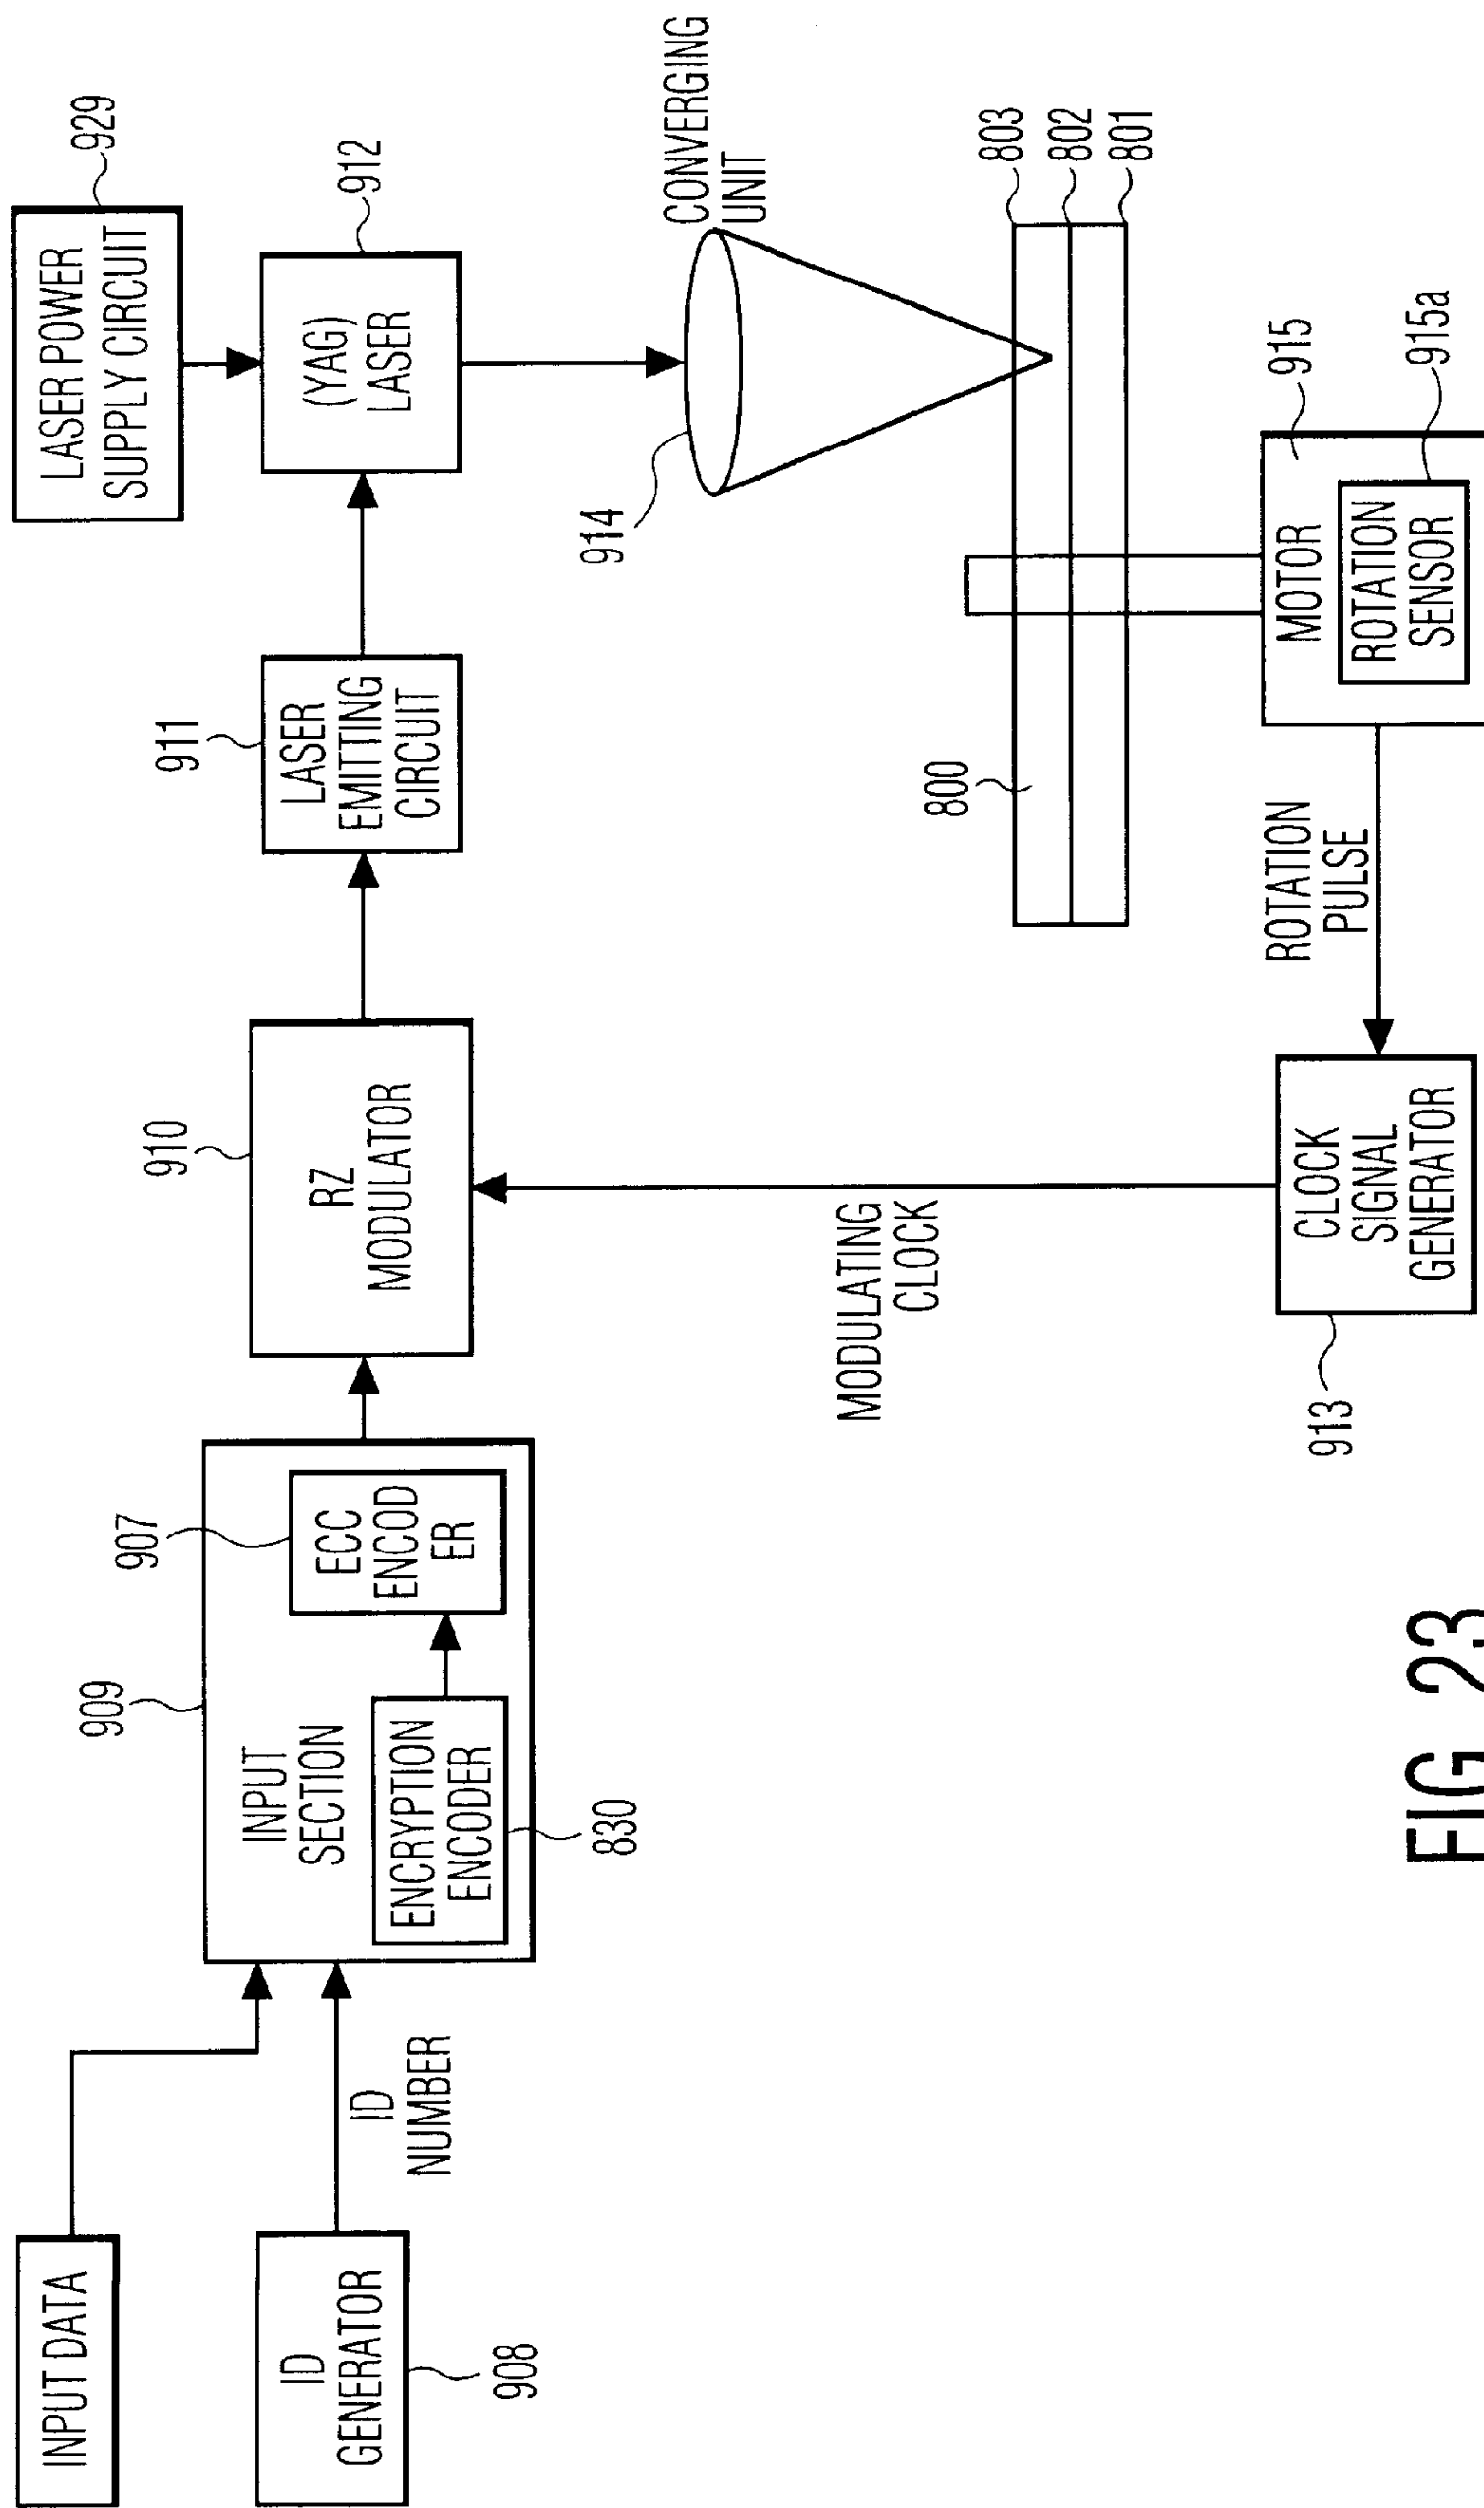 INPUT DATA
ID
GENERATOR
908
ID
NUMBER
909
INPUT
SECTION
ENCRYPTION
ENCODER
830
907
ECC
ENCOD
ER
910
RZ
MODULATOR
MODULATING
CLOCK
911
LASER
EMITTING
CIRCUIT
LASER POWER
SUPPLY CIRCUIT
929
(YAG)
LASER
912
914
CONVERGING
UNIT
800
803
802
801
913
CLOCK
SIGNAL
GENERATOR
ROTATION
PULSE
MOTOR
915
ROTATION
SENSOR
915a
FIG 23